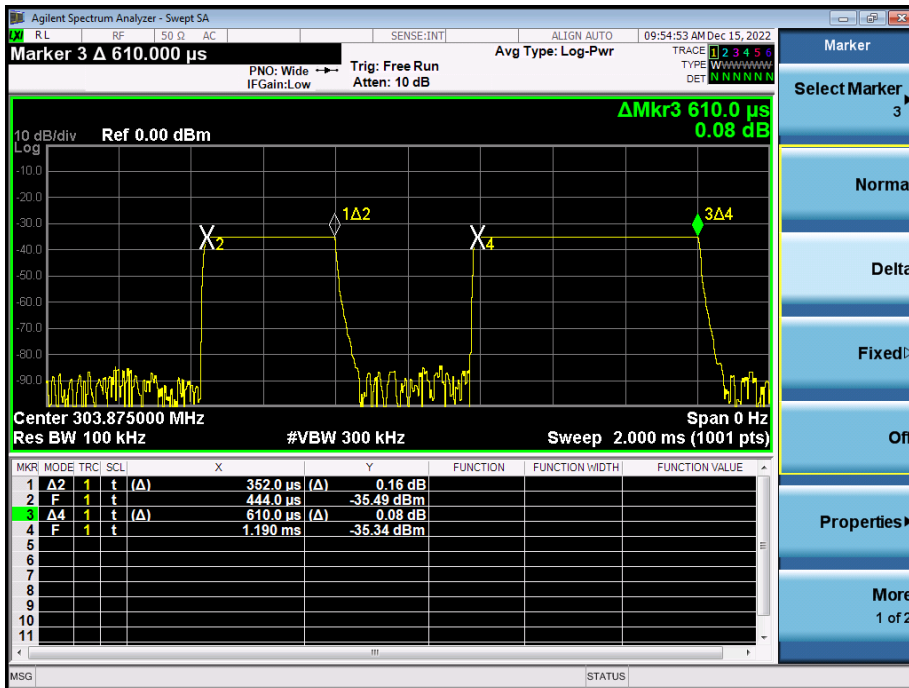 Agilent Spectrum Analyzer - Swept SA
LXI RL RF 50 Ω AC SENSE:INT ALIGN AUTO 09:54:53 AM Dec 15, 2022
Marker 3 Δ 610.000 μs
PNO: Wide
IFGain:Low
Trig: Free Run
Atten: 10 dB
Avg Type: Log-Pwr
TRACE 1 2 3 4 5 6
TYPE WWWWWW
DET N N N N N N
ΔMkr3 610.0 μs
0.08 dB
10 dB/div Ref 0.00 dBm
Log
-10.0
-20.0
-30.0
-40.0
-50.0
-60.0
-70.0
-80.0
-90.0
2
1Δ2
4
3Δ4
Center 303.875000 MHz Span 0 Hz
Res BW 100 kHz #VBW 300 kHz Sweep 2.000 ms (1001 pts)
MKR MODE TRC SCL X Y FUNCTION FUNCTION WIDTH FUNCTION VALUE
1 Δ2 1 t (Δ) 352.0 μs (Δ) 0.16 dB
2 F 1 t 444.0 μs -35.49 dBm
3 Δ4 1 t (Δ) 610.0 μs (Δ) 0.08 dB
4 F 1 t 1.190 ms -35.34 dBm
5
6
7
8
9
10
11
MSG STATUS
Marker
Select Marker
3
Norma
Delta
Fixed
Off
Properties
More
1 of 2